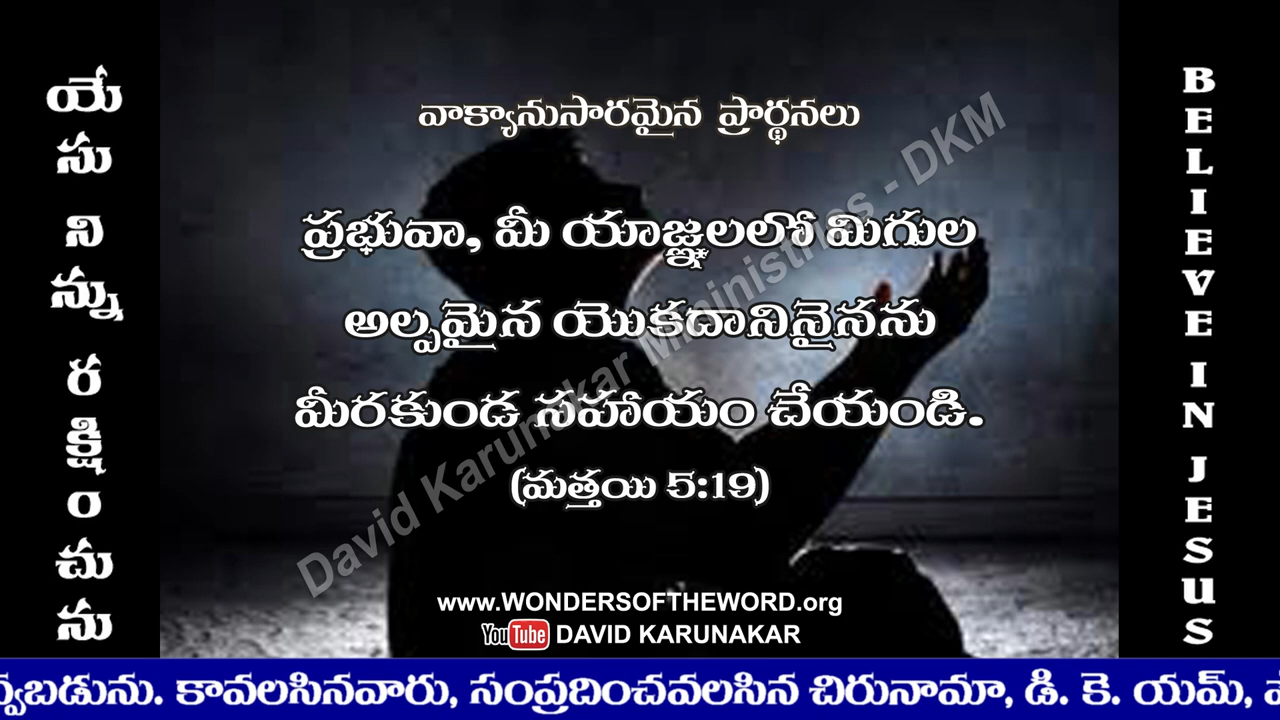 యేసు నిన్ను రక్షించును
వాక్యానుసారమైన ప్రార్థనలు
ప్రభువా, మీ యాజ్ఞలలో మిగుల
అల్పమైన యొకదానినైనను
మీరకుండ సహాయం చేయండి.
(మత్తయి 5:19)
David Karunakar Ministries - DKM
www.WONDERSOFTHEWORD.org
YouTube DAVID KARUNAKAR
BELIEVE IN JESUS
వ్వబడును. కావలసినవారు, సంప్రదించవలసిన చిరునామా, డి. కె. యమ్,